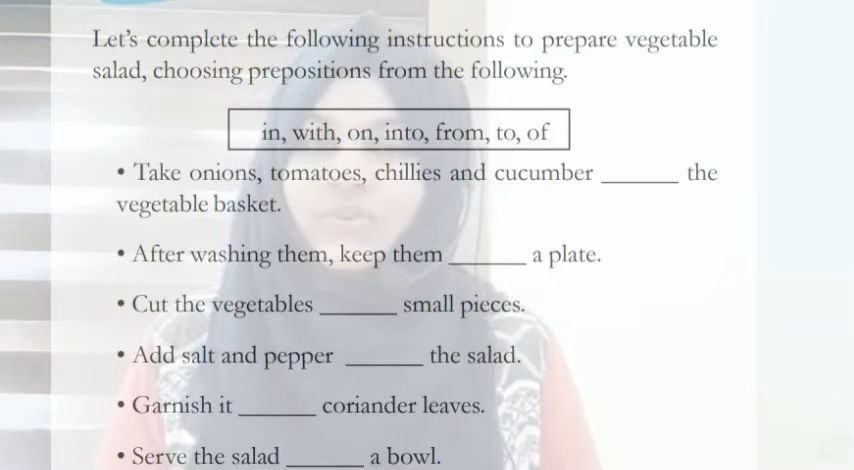 Let's complete the following instructions to prepare vegetable
salad, choosing prepositions from the following.
in, with, on, into, from, to, of
• Take onions, tomatoes, chillies and cucumber _______ the
vegetable basket.
• After washing them, keep them _______ a plate.
• Cut the vegetables _______ small pieces.
• Add salt and pepper _______ the salad.
• Garnish it _______ coriander leaves.
• Serve the salad _______ a bowl.